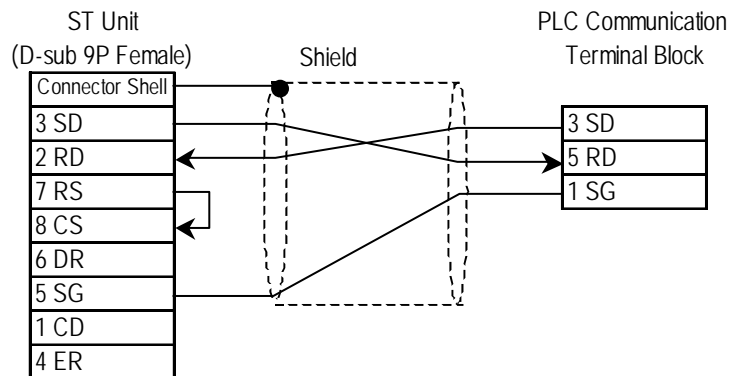 ST Unit
(D-sub 9P Female)
Shield
PLC Communication
Terminal Block
Connector Shell
3 SD
2 RD
7 RS
8 CS
6 DR
5 SG
1 CD
4 ER
3 SD
5 RD
1 SG